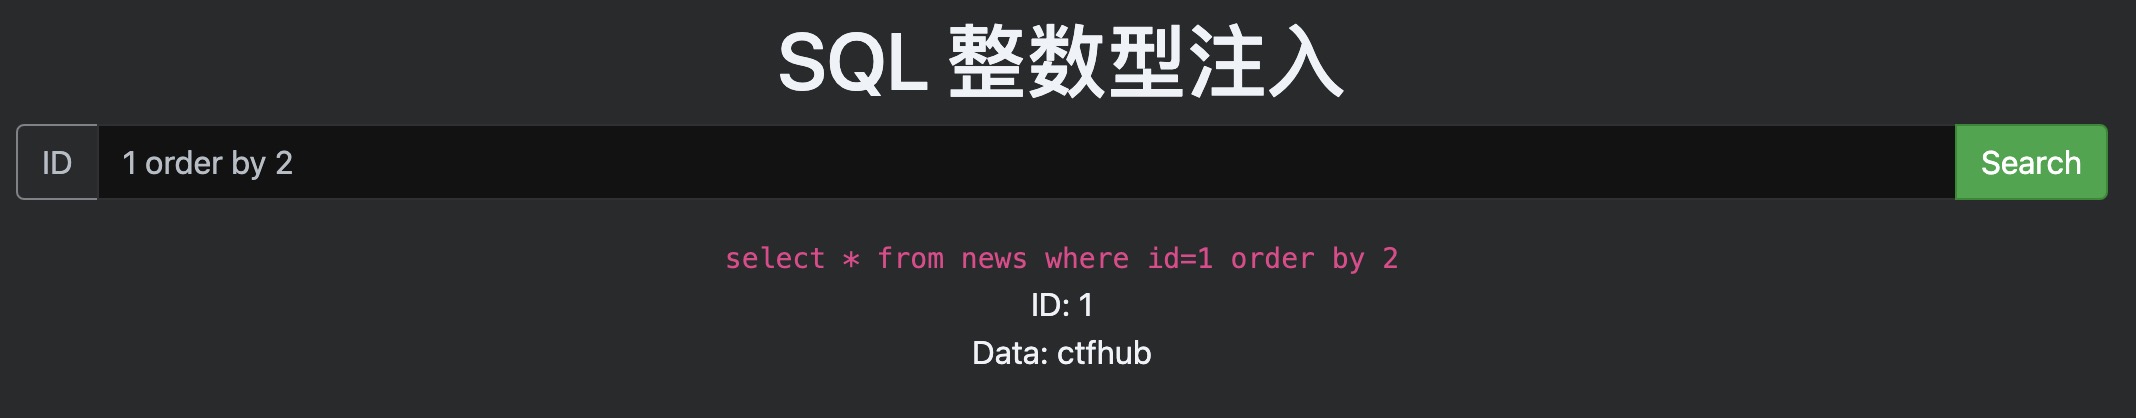 SQL 整数型注入
ID 1 order by 2 Search
select * from news where id=1 order by 2
ID: 1
Data: ctfhub